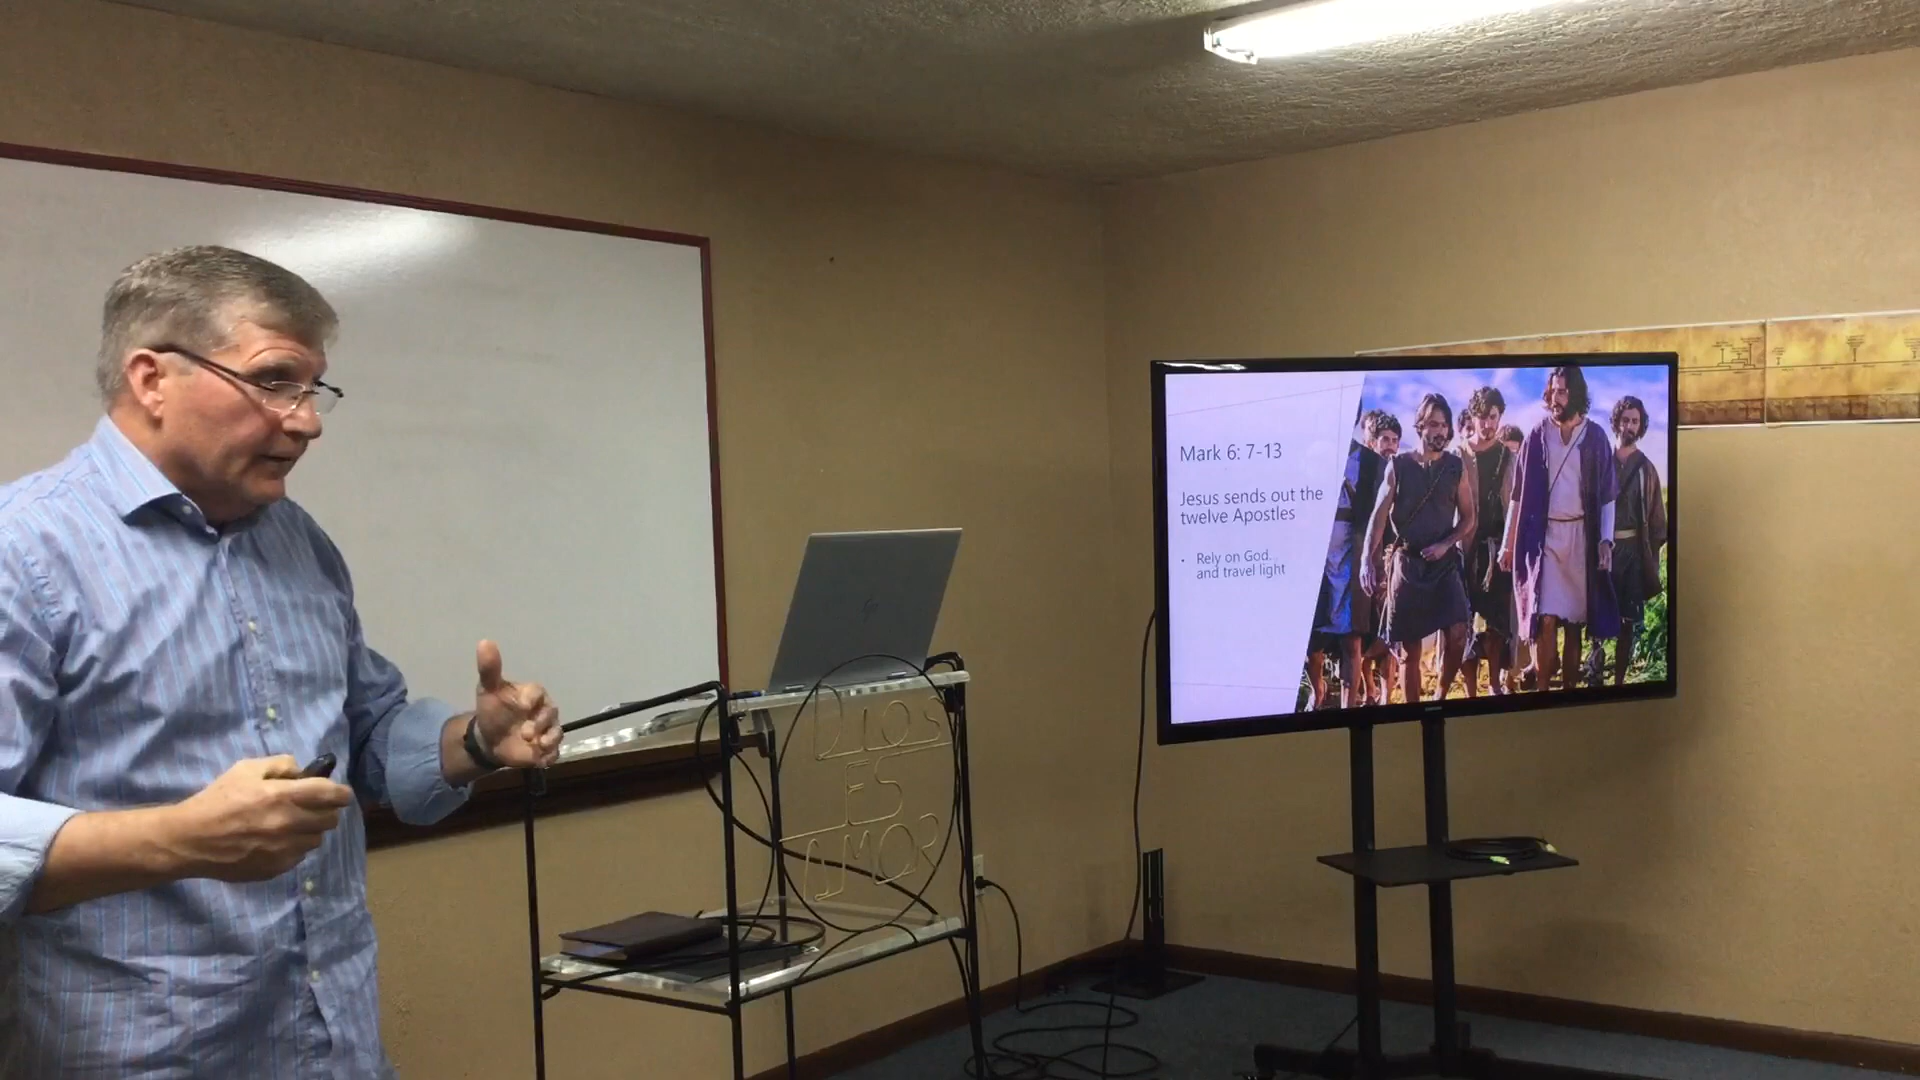 Mark 6: 7-13
Jesus sends out the
twelve Apostles
• Rely on God.
and travel light
DIOS
ES
AMOR